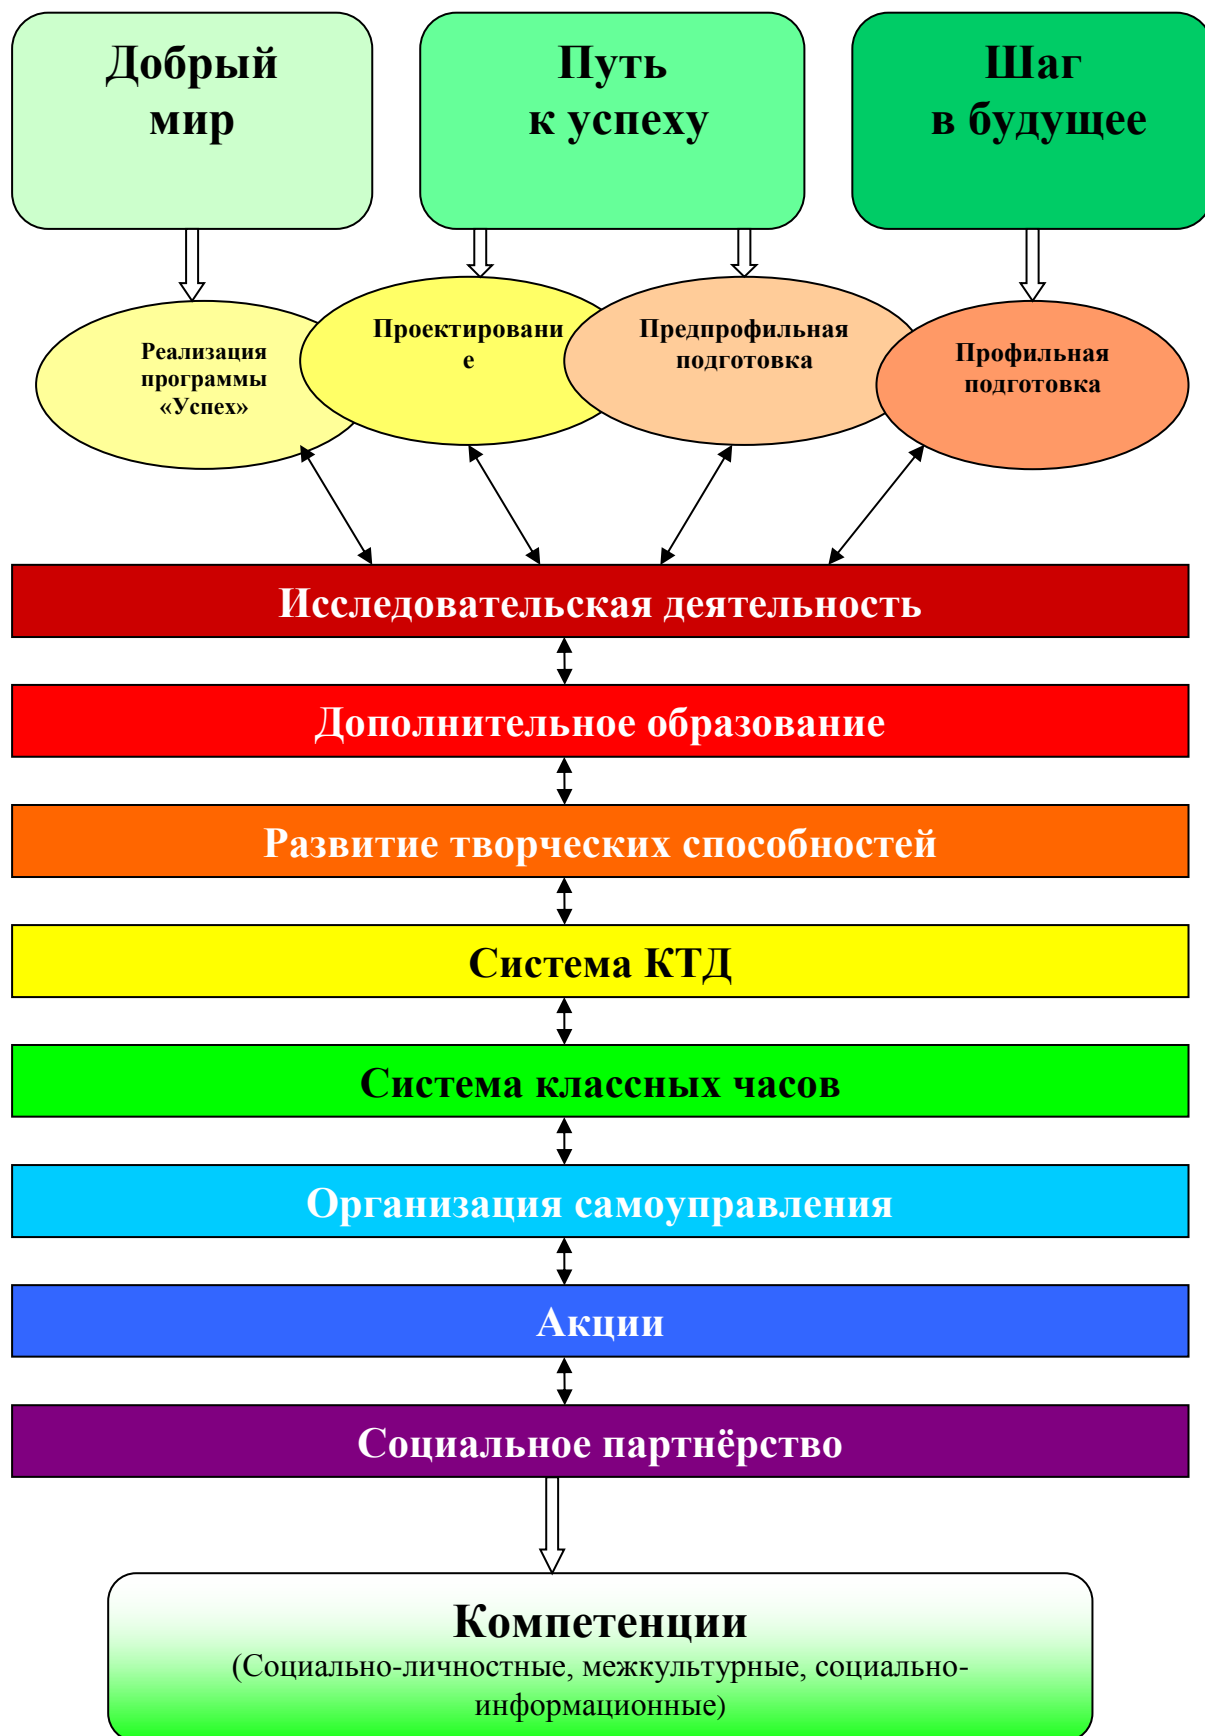 Добрый
мир
Путь
к успеху
Шаг
в будущее
Реализация
программы
«Успех»
Проектировани
е
Предпрофильная
подготовка
Профильная
подготовка
Исследовательская деятельность
Дополнительное образование
Развитие творческих способностей
Система КТД
Система классных часов
Организация самоуправления
Акции
Социальное партнёрство
Компетенции
(Социально-личностные, межкультурные, социально-
информационные)